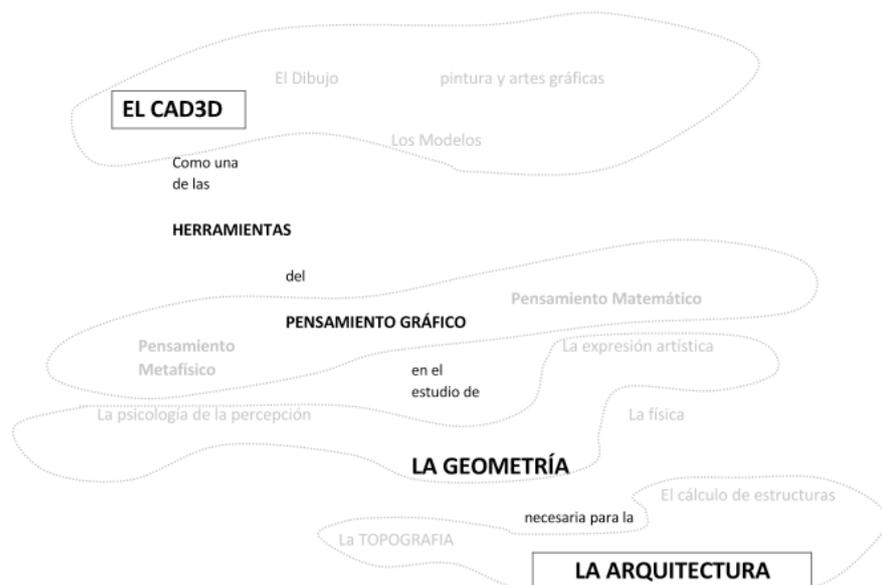 El Dibujo pintura y artes gráficas
EL CAD3D
Los Modelos
Como una
de las
HERRAMIENTAS
del
Pensamiento Matemático
PENSAMIENTO GRÁFICO
Pensamiento
Metafísico
La expresión artística
en el
estudio de
La psicología de la percepción
La física
LA GEOMETRÍA
El cálculo de estructuras
necesaria para la
La TOPOGRAFIA
LA ARQUITECTURA